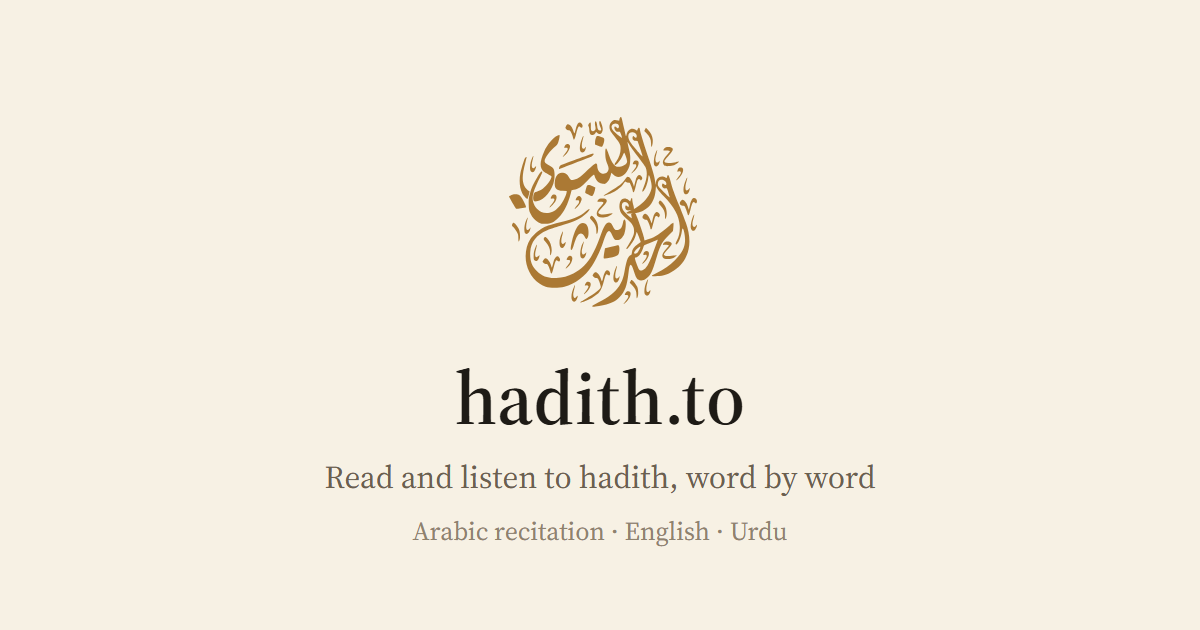 الحديث النبوي
hadith.to
Read and listen to hadith, word by word
Arabic recitation · English · Urdu